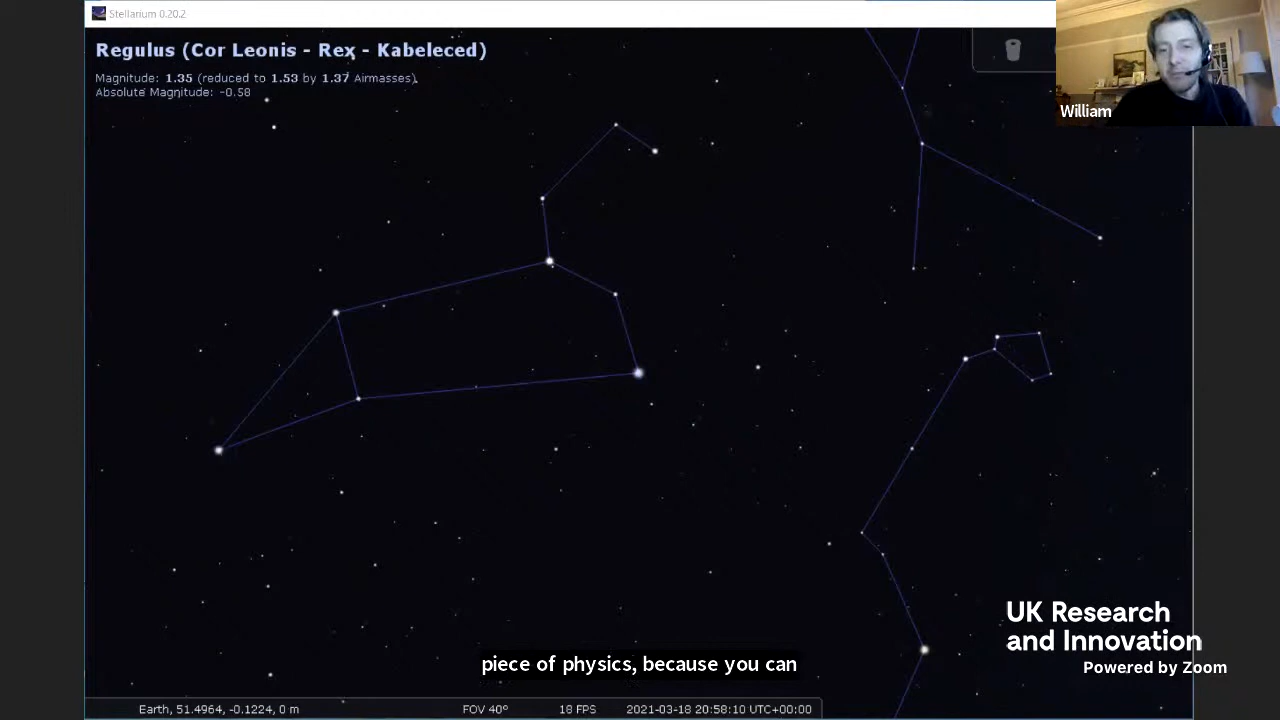 Stellarium 0.20.2
Regulus (Cor Leonis - Rex - Kabeleced)
Magnitude: 1.35 (reduced to 1.53 by 1.37 Airmasses)
Absolute Magnitude: -0.58
William
UK Research
and Innovation
piece of physics, because you can
Powered by Zoom
Earth, 51.4964, -0.1224, 0 m FOV 40° 18 FPS 2021-03-18 20:58:10 UTC+00:00